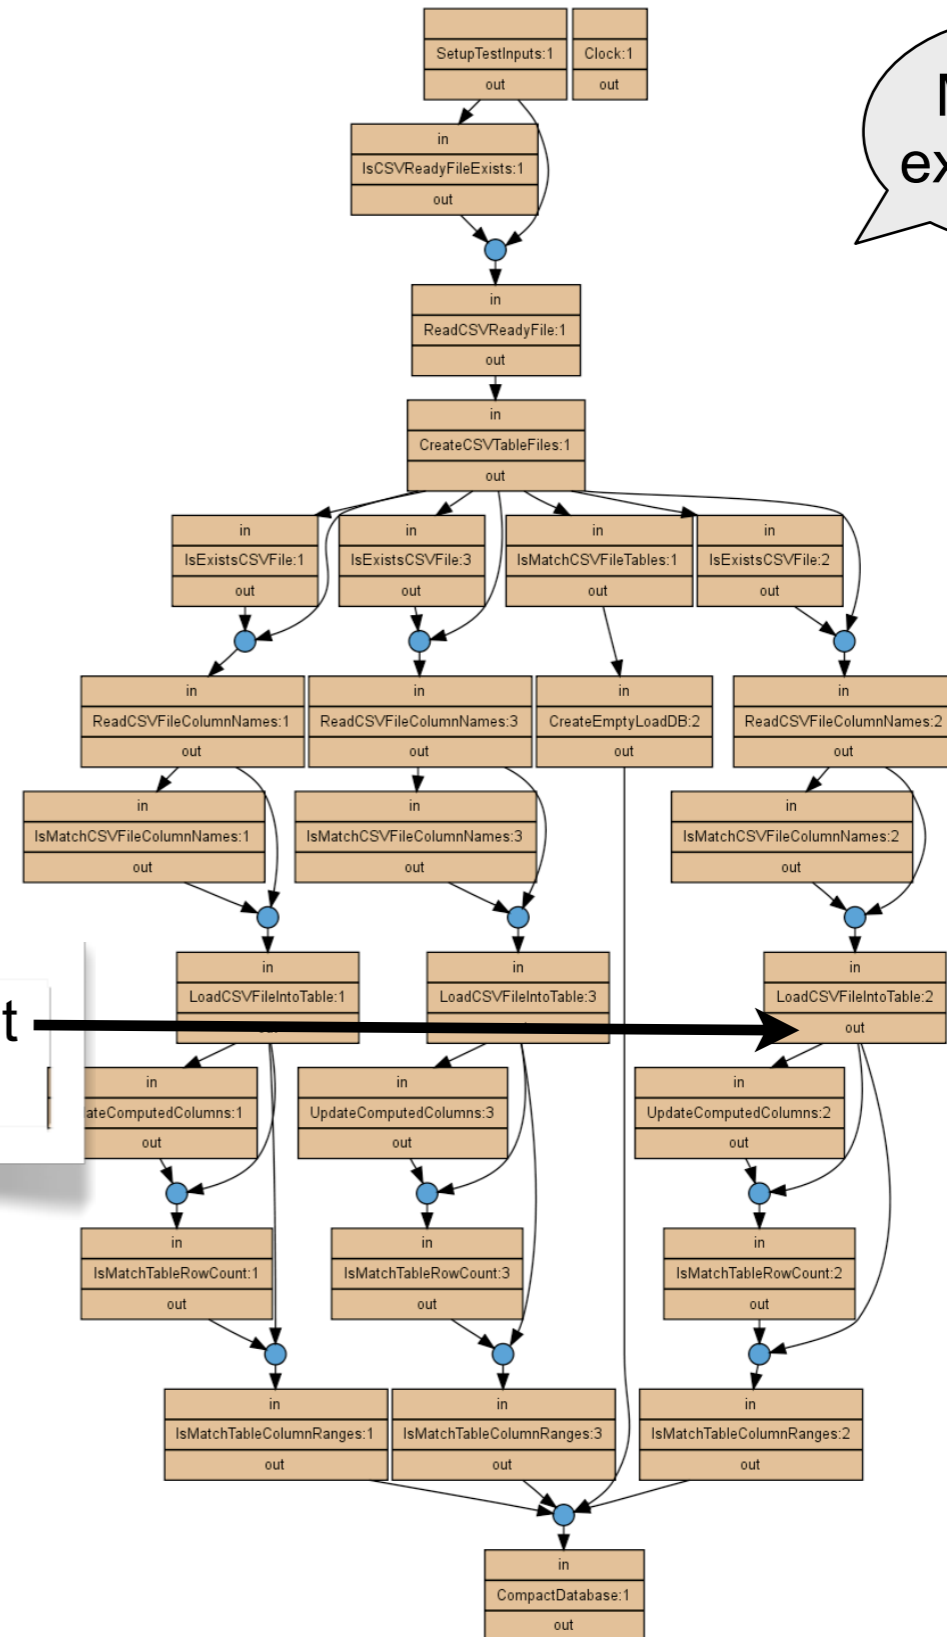 SetupTestInputs:1
out
Clock:1
out
in
IsCSVReadyFileExists:1
out
in
ReadCSVReadyFile:1
out
in
CreateCSVTableFiles:1
out
in
IsExistsCSVFile:1
out
in
IsExistsCSVFile:3
out
in
IsMatchCSVFileTables:1
out
in
IsExistsCSVFile:2
out
in
ReadCSVFileColumnNames:1
out
in
ReadCSVFileColumnNames:3
out
in
CreateEmptyLoadDB:2
out
in
ReadCSVFileColumnNames:2
out
in
IsMatchCSVFileColumnNames:1
out
in
IsMatchCSVFileColumnNames:3
out
in
IsMatchCSVFileColumnNames:2
out
in
LoadCSVFileIntoTable:1
in
LoadCSVFileIntoTable:3
in
LoadCSVFileIntoTable:2
out
in
ateComputedColumns:1
out
in
UpdateComputedColumns:3
out
in
UpdateComputedColumns:2
out
in
IsMatchTableRowCount:1
out
in
IsMatchTableRowCount:3
out
in
IsMatchTableRowCount:2
out
in
IsMatchTableColumnRanges:1
out
in
IsMatchTableColumnRanges:3
out
in
IsMatchTableColumnRanges:2
out
in
CompactDatabase:1
out